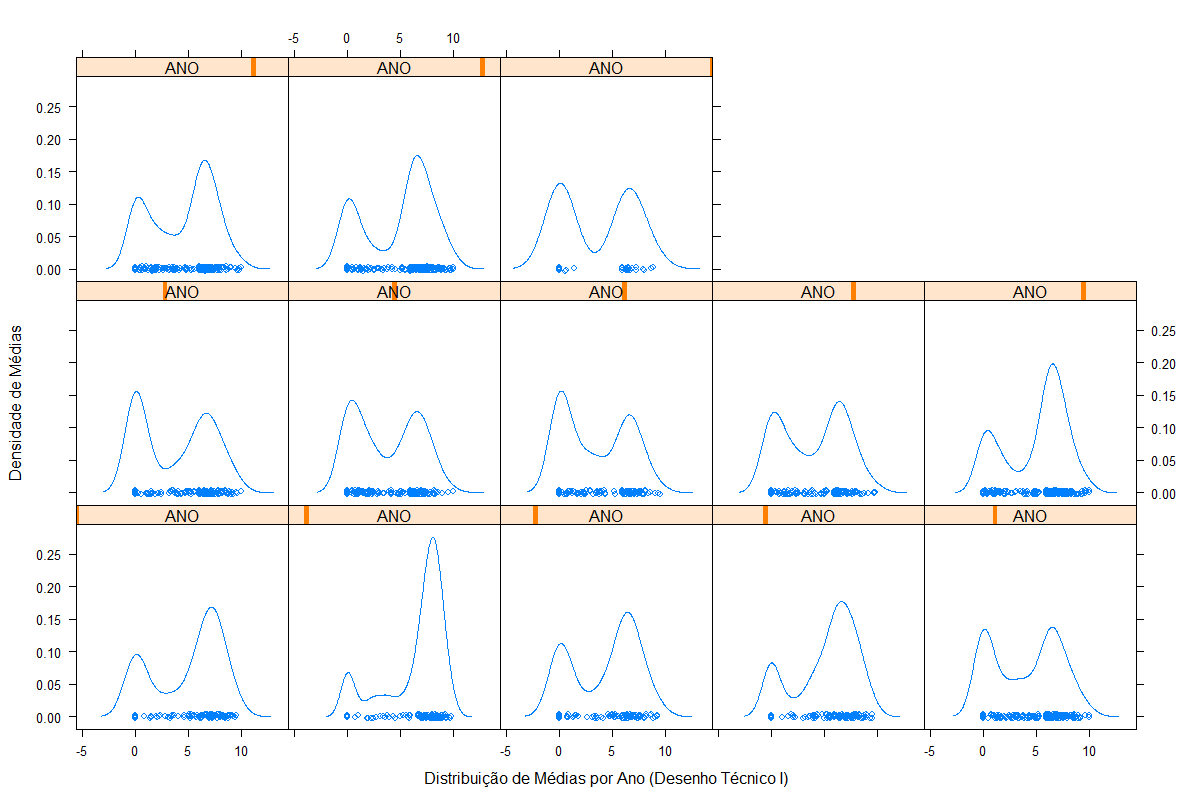 -5 0 5 10
ANO ANO ANO
0.25
0.20
0.15
0.10
0.05
0.00
ANO ANO ANO ANO ANO
0.25
0.20
0.15
0.10
0.05
0.00
Densidade de Médias
ANO ANO ANO ANO ANO
0.25
0.20
0.15
0.10
0.05
0.00
-5 0 5 10 -5 0 5 10 -5 0 5 10
Distribuição de Médias por Ano (Desenho Técnico I)